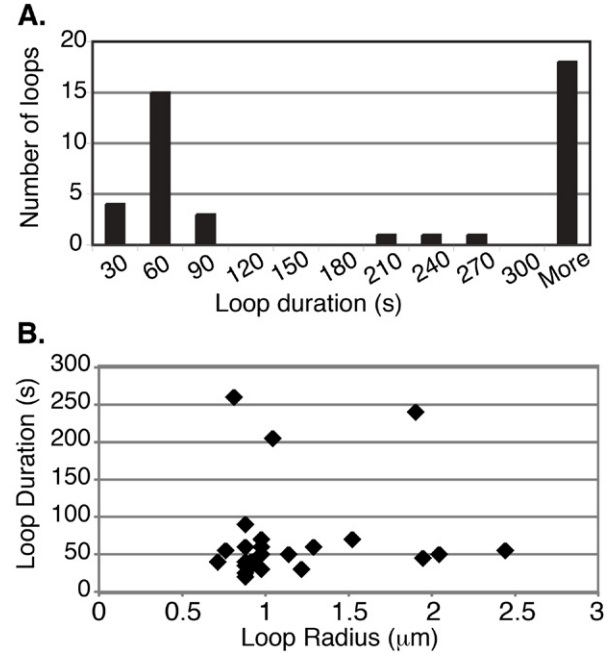 A.
Number of loops
20
15
10
5
0
30 60 90 120 150 180 210 240 270 300 More
Loop duration (s)
B.
Loop Duration (s)
300
250
200
150
100
50
0
0 0.5 1 1.5 2 2.5 3
Loop Radius (μm)